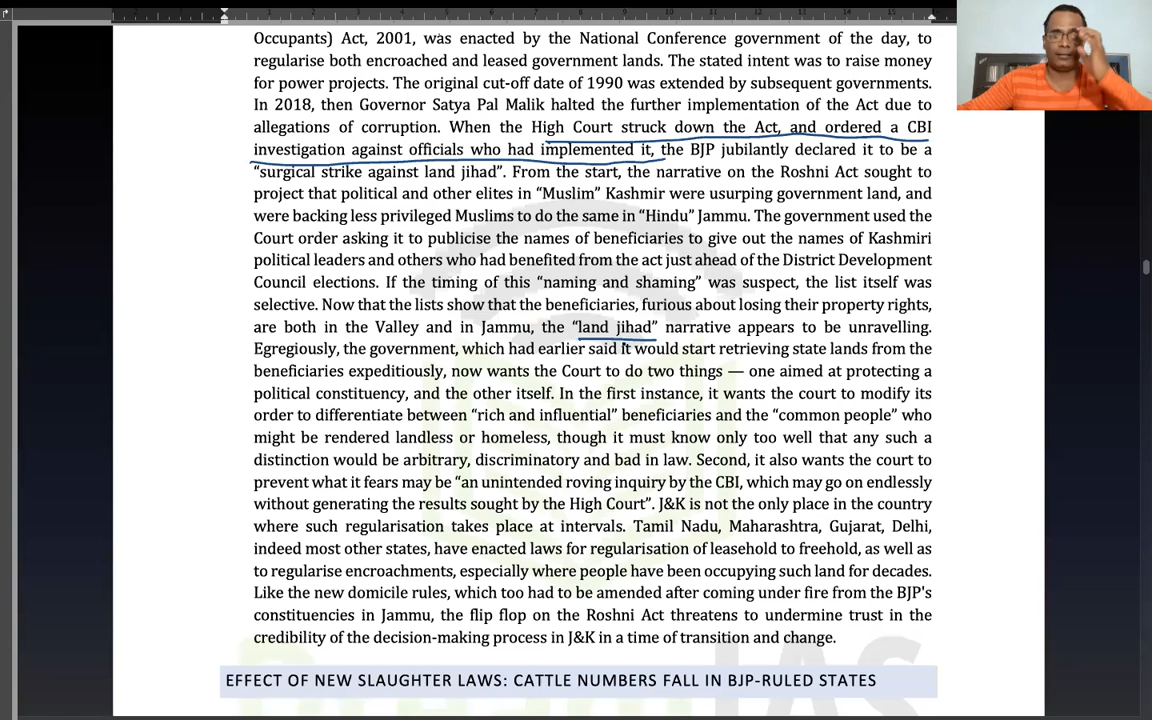 Occupants) Act, 2001, was enacted by the National Conference government of the day, to
regularise both encroached and leased government lands. The stated intent was to raise money
for power projects. The original cut-off date of 1990 was extended by subsequent governments.
In 2018, then Governor Satya Pal Malik halted the further implementation of the Act due to
allegations of corruption. When the High Court struck down the Act, and ordered a CBI
investigation against officials who had implemented it, the BJP jubilantly declared it to be a
“surgical strike against land jihad”. From the start, the narrative on the Roshni Act sought to
project that political and other elites in “Muslim” Kashmir were usurping government land, and
were backing less privileged Muslims to do the same in “Hindu” Jammu. The government used the
Court order asking it to publicise the names of beneficiaries to give out the names of Kashmiri
political leaders and others who had benefited from the act just ahead of the District Development
Council elections. If the timing of this “naming and shaming” was suspect, the list itself was
selective. Now that the lists show that the beneficiaries, furious about losing their property rights,
are both in the Valley and in Jammu, the “land jihad” narrative appears to be unravelling.
Egregiously, the government, which had earlier said it would start retrieving state lands from the
beneficiaries expeditiously, now wants the Court to do two things — one aimed at protecting a
political constituency, and the other itself. In the first instance, it wants the court to modify its
order to differentiate between “rich and influential” beneficiaries and the “common people” who
might be rendered landless or homeless, though it must know only too well that any such a
distinction would be arbitrary, discriminatory and bad in law. Second, it also wants the court to
prevent what it fears may be “an unintended roving inquiry by the CBI, which may go on endlessly
without generating the results sought by the High Court”. J&K is not the only place in the country
where such regularisation takes place at intervals. Tamil Nadu, Maharashtra, Gujarat, Delhi,
indeed most other states, have enacted laws for regularisation of leasehold to freehold, as well as
to regularise encroachments, especially where people have been occupying such land for decades.
Like the new domicile rules, which too had to be amended after coming under fire from the BJP's
constituencies in Jammu, the flip flop on the Roshni Act threatens to undermine trust in the
credibility of the decision-making process in J&K in a time of transition and change.
EFFECT OF NEW SLAUGHTER LAWS: CATTLE NUMBERS FALL IN BJP-RULED STATES